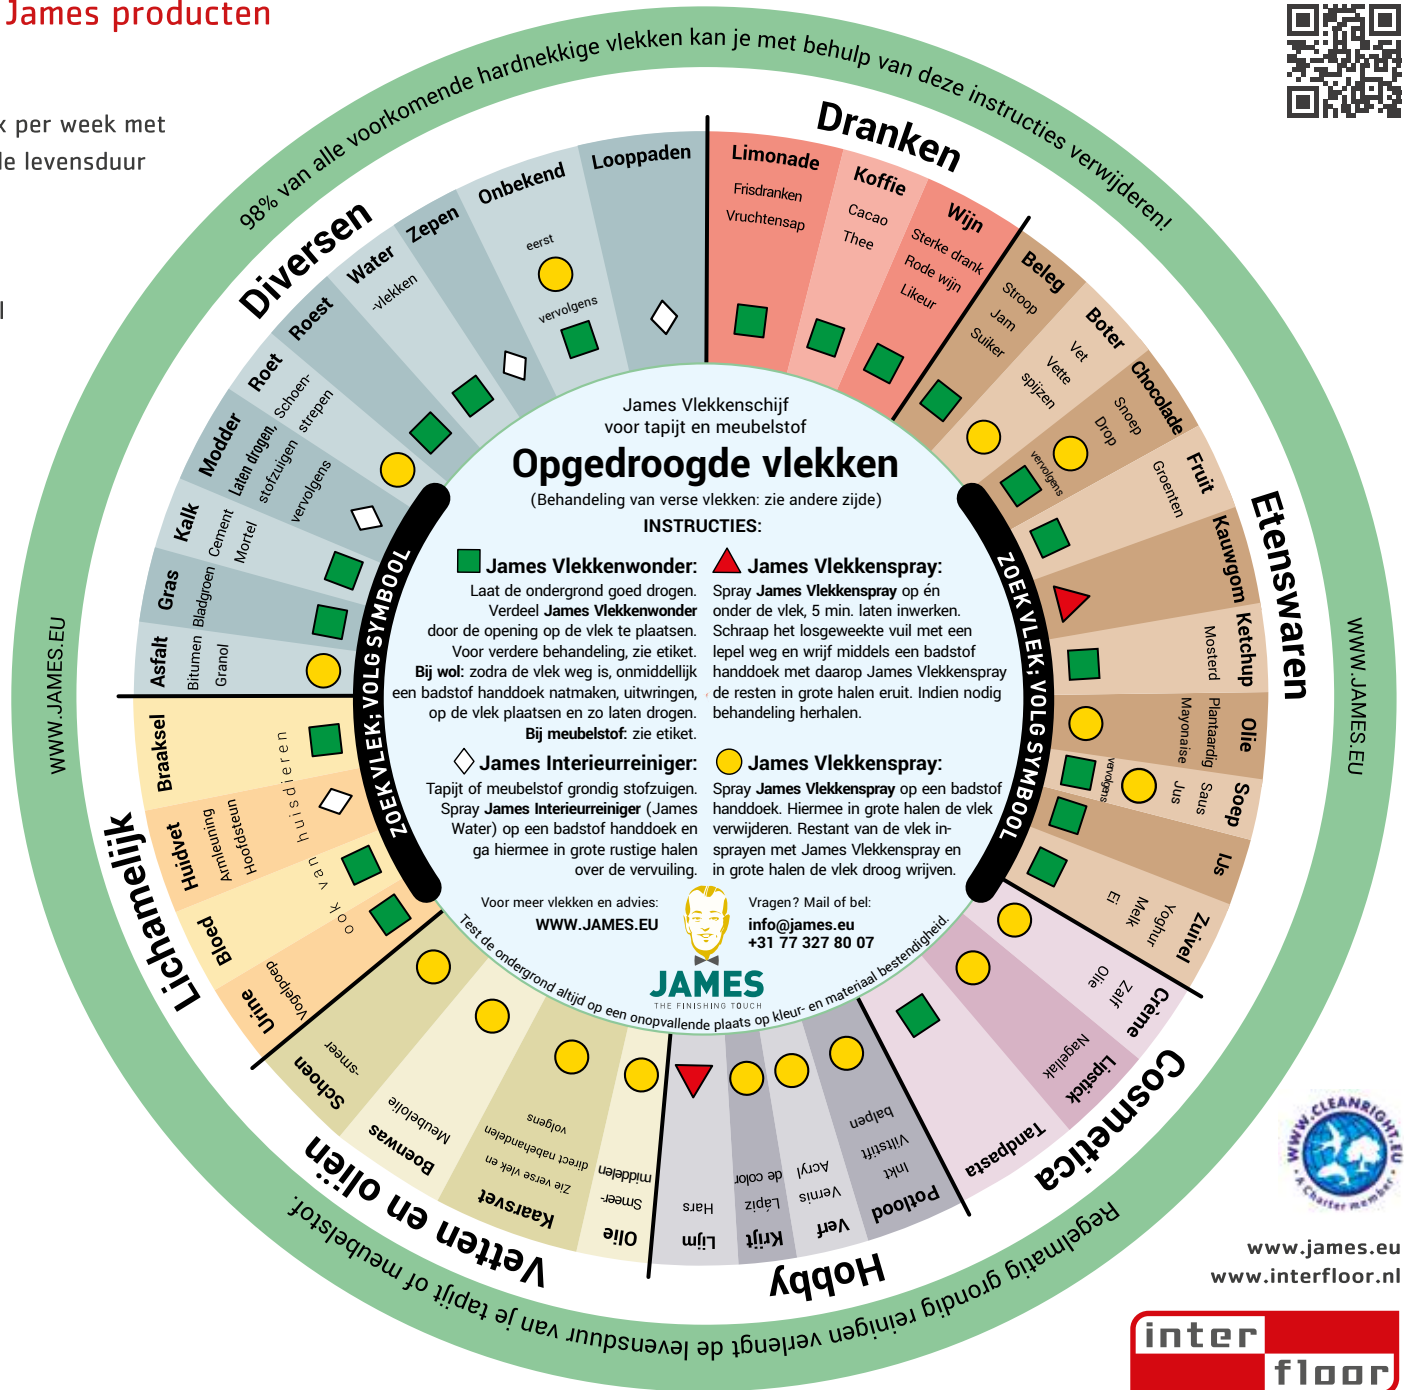 James producten
x per week met
de levensduur
98% van alle voorkomende hardnekkige vlekken kan je met behulp van deze instructies verwijderen!
WWW.JAMES.EU
WWW.JAMES.EU
Regelmatig grondig reinigen verlengt de levensduur van je tapijt of meubelstof.
Dranken
Limonade
Frisdranken
Vruchtensap
Koffie
Cacao
Thee
Wijn
Sterke drank
Rode wijn
Likeur
Etenswaren
Beleg
Stroop
Jam
Suiker
Boter
Vet
Vette
spijzen
Chocolade
Snoep
Drop
vervolgens
Fruit
Groenten
Kauwgom
Ketchup
Mosterd
Olie
Plantaardig
Mayonaise
Soep
Saus
Jus
vervolgens
IJs
Zuivel
Yoghur
Melk
Ei
Cosmetica
Crème
Zalf
Olie
Lipstick
Nagellak
Tandpasta
Hobby
Potlood
Inkt
Viltstift
balpen
Verf
Vernis
Acryl
Krijt
Lápiz
de color
Lijm
Hars
Vetten en oliën
Olie
Smeer-
middelen
Kaarsvet
Zie verse vlek en
direct nabehandelen
volgens
Boenwas
Meubelolie
Schoen
-smeer
Lichamelijk
Urine
Vogelpoep
Bloed
Huidvet
Armleuning
Hoofdsteun
Braaksel
ook van huisdieren
Diversen
Asfalt
Bitumen
Granol
Gras
Bladgroen
Kalk
Cement
Mortel
Modder
Laten drogen,
stofzuigen
vervolgens
Roet
Schoen-
strepen
Roest
Water
-vlekken
Zepen
Onbekend
eerst
vervolgens
Looppaden
ZOEK VLEK; VOLG SYMBOOL
ZOEK VLEK; VOLG SYMBOOL
James Vlekkenschijf
voor tapijt en meubelstof
Opgedroogde vlekken
(Behandeling van verse vlekken: zie andere zijde)
INSTRUCTIES:
James Vlekkenwonder:
Laat de ondergrond goed drogen.
Verdeel James Vlekkenwonder
door de opening op de vlek te plaatsen.
Voor verdere behandeling, zie etiket.
Bij wol: zodra de vlek weg is, onmiddellijk
een badstof handdoek natmaken, uitwringen,
op de vlek plaatsen en zo laten drogen.
Bij meubelstof: zie etiket.
James Vlekkenspray:
Spray James Vlekkenspray op én
onder de vlek, 5 min. laten inwerken.
Schraap het losgeweekte vuil met een
lepel weg en wrijf middels een badstof
handdoek met daarop James Vlekkenspray
de resten in grote halen eruit. Indien nodig
behandeling herhalen.
James Interieurreiniger:
Tapijt of meubelstof grondig stofzuigen.
Spray James Interieurreiniger (James
Water) op een badstof handdoek en
ga hiermee in grote rustige halen
over de vervuiling.
James Vlekkenspray:
Spray James Vlekkenspray op een badstof
handdoek. Hiermee in grote halen de vlek
verwijderen. Restant van de vlek in-
sprayen met James Vlekkenspray en
in grote halen de vlek droog wrijven.
Voor meer vlekken en advies:
WWW.JAMES.EU
Vragen? Mail of bel:
info@james.eu
+31 77 327 80 07
JAMES
THE FINISHING TOUCH
Test de ondergrond altijd op een onopvallende plaats op kleur- en materiaal bestendigheid.
WWW.CLEANRIGHT.EU
A Charter member
www.james.eu
www.interfloor.nl
inter
floor